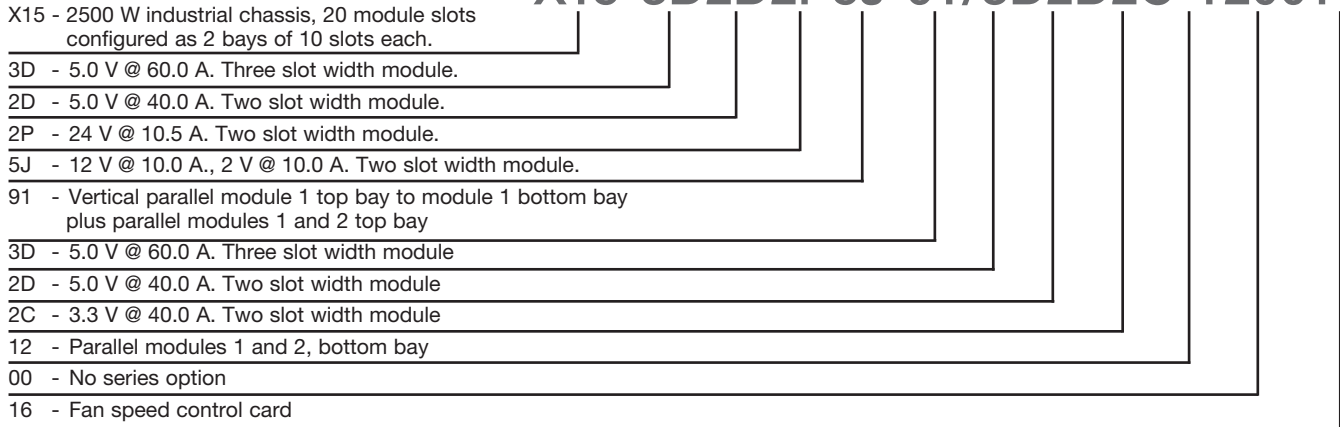 X15 - 2500 W industrial chassis, 20 module slots
configured as 2 bays of 10 slots each.
3D - 5.0 V @ 60.0 A. Three slot width module.
2D - 5.0 V @ 40.0 A. Two slot width module.
2P - 24 V @ 10.5 A. Two slot width module.
5J - 12 V @ 10.0 A., 2 V @ 10.0 A. Two slot width module.
91 - Vertical parallel module 1 top bay to module 1 bottom bay
plus parallel modules 1 and 2 top bay
3D - 5.0 V @ 60.0 A. Three slot width module
2D - 5.0 V @ 40.0 A. Two slot width module
2C - 3.3 V @ 40.0 A. Two slot width module
12 - Parallel modules 1 and 2, bottom bay
00 - No series option
16 - Fan speed control card